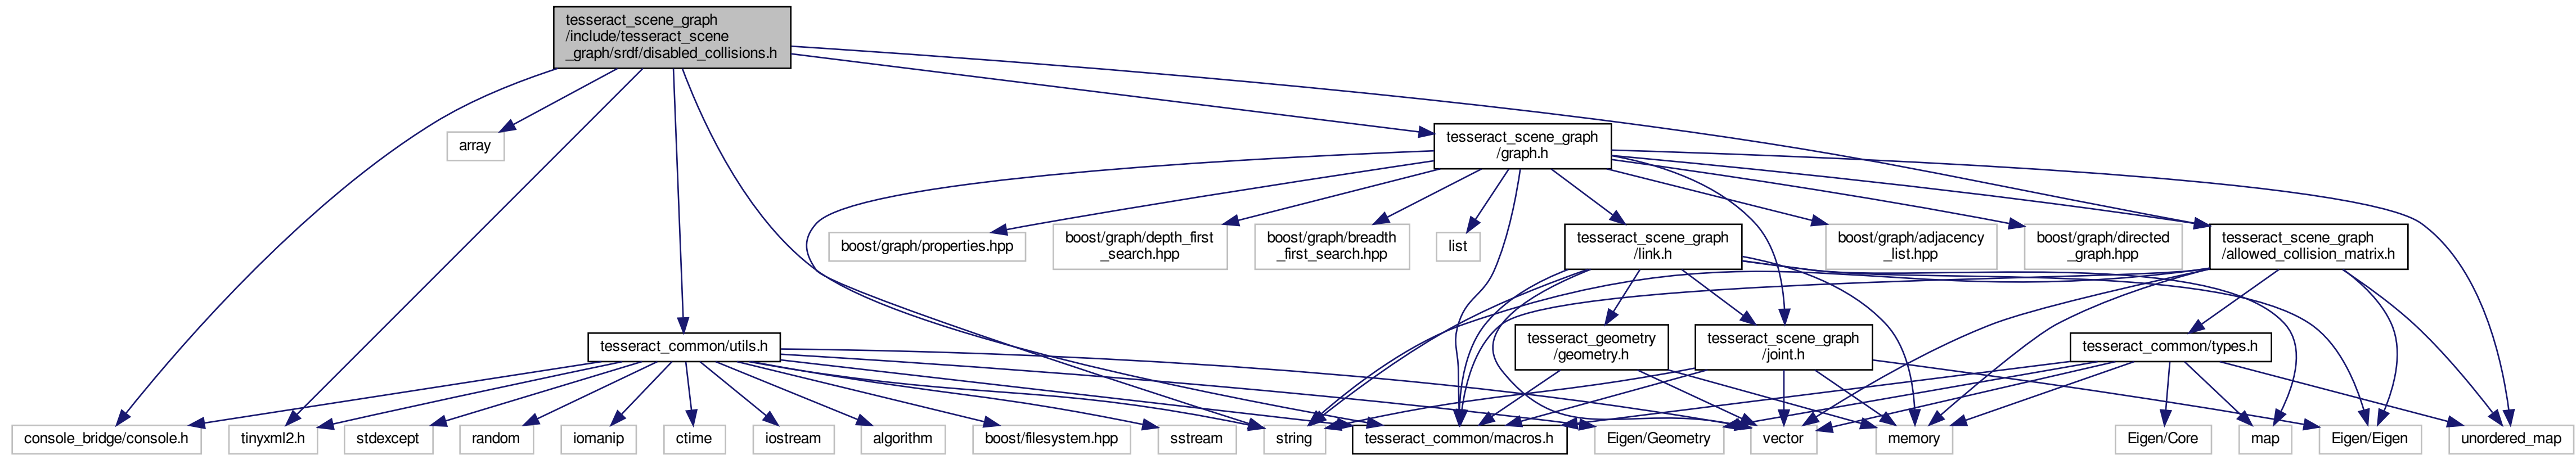 tesseract_scene_graph
/include/tesseract_scene
_graph/srdf/disabled_collisions.h
array
tesseract_scene_graph
/graph.h
boost/graph/properties.hpp
boost/graph/depth_first
_search.hpp
boost/graph/breadth
_first_search.hpp
list
tesseract_scene_graph
/link.h
boost/graph/adjacency
_list.hpp
boost/graph/directed
_graph.hpp
tesseract_scene_graph
/allowed_collision_matrix.h
tesseract_common/utils.h
tesseract_geometry
/geometry.h
tesseract_scene_graph
/joint.h
tesseract_common/types.h
console_bridge/console.h
tinyxml2.h
stdexcept
random
iomanip
ctime
iostream
algorithm
boost/filesystem.hpp
sstream
string
tesseract_common/macros.h
Eigen/Geometry
vector
memory
Eigen/Core
map
Eigen/Eigen
unordered_map